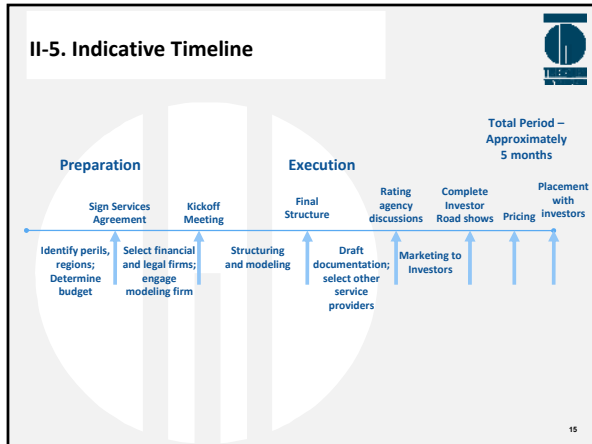 II-5. Indicative Timeline
Total Period –
Approximately
5 months
Preparation
Execution
Sign Services
Agreement
Kickoff
Meeting
Final
Structure
Rating
agency
discussions
Complete
Investor
Road shows
Pricing
Placement
with
investors
Identify perils,
regions;
Determine
budget
Select financial
and legal firms;
engage
modeling firm
Structuring
and modeling
Draft
documentation;
select other
service
providers
Marketing to
Investors
15